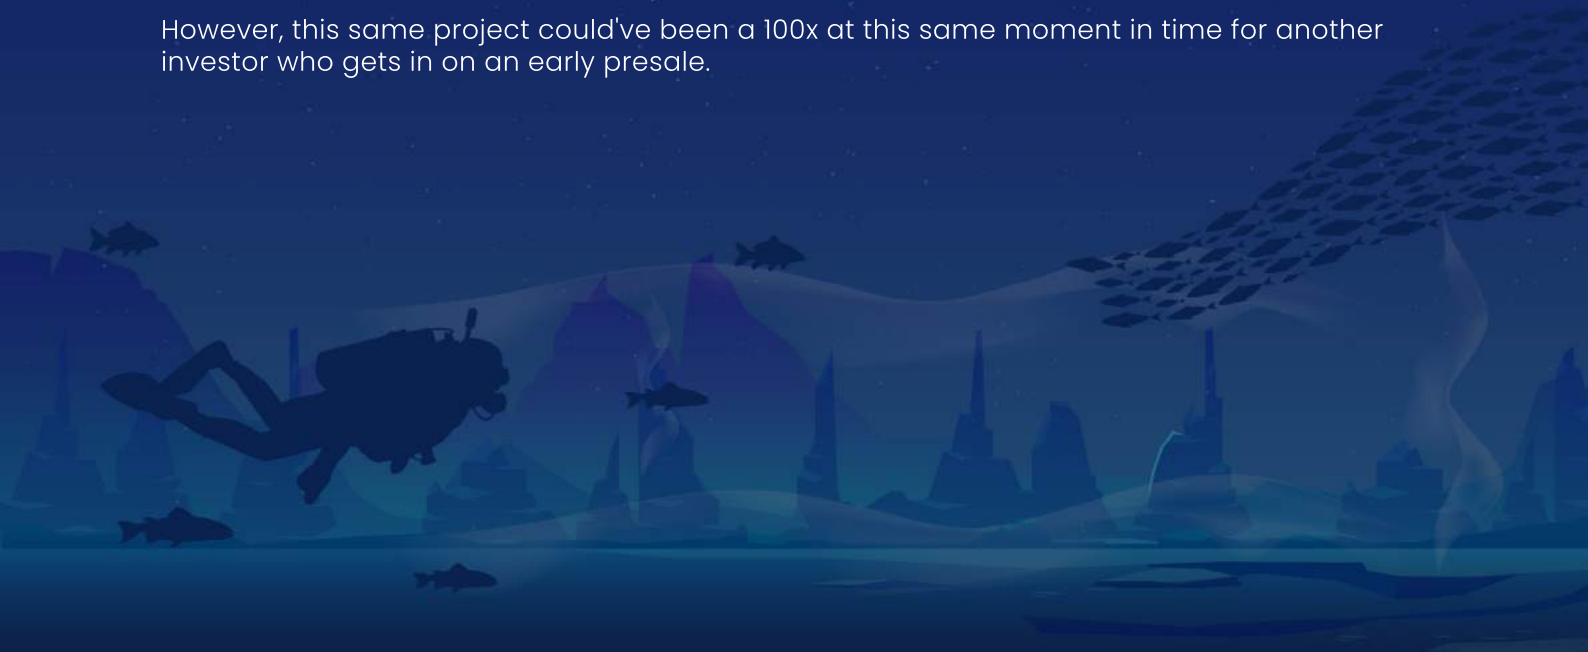 However, this same project could've been a 100x at this same moment in time for another
investor who gets in on an early presale.